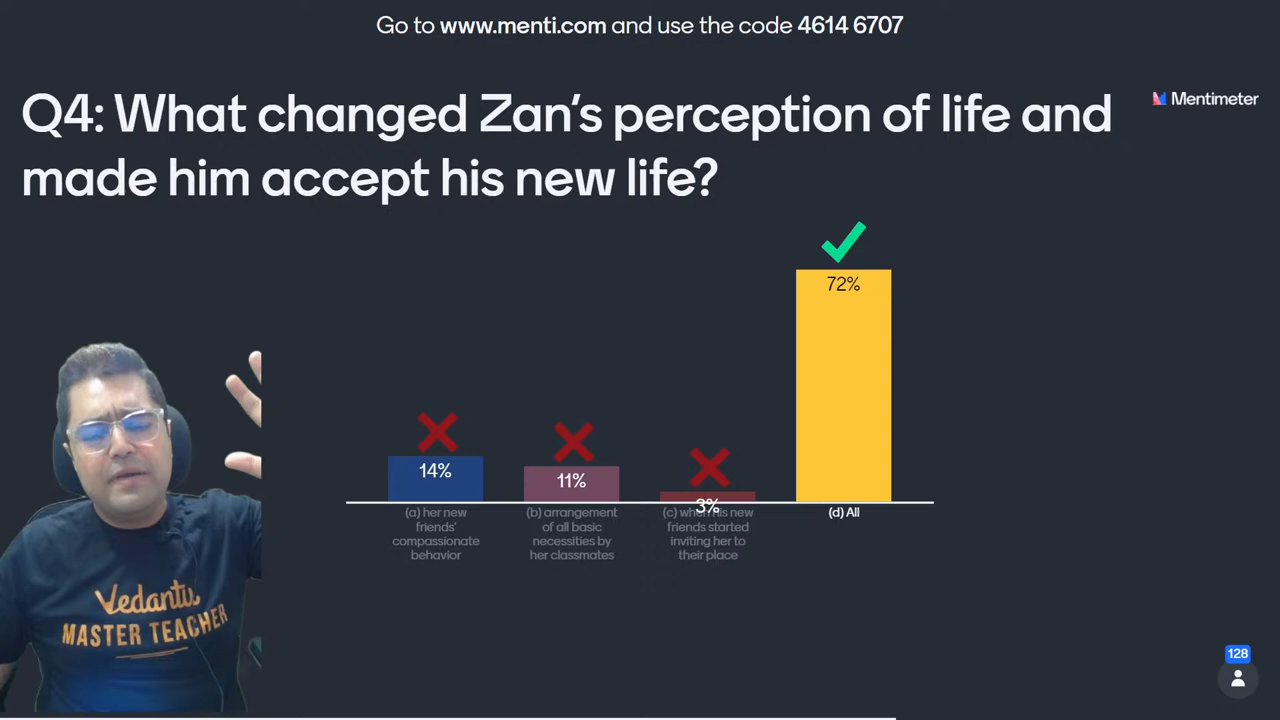 Go to www.menti.com and use the code 4614 6707
Q4: What changed Zan's perception of life and
made him accept his new life?
Mentimeter
72%
14%
11%
3%
(a) her new
friends'
compassionate
behavior
(b) arrangement
of all basic
necessities by
her classmates
(c) when his new
friends started
inviting her to
their place
(d) All
Vedantu
MASTER TEACHER
128